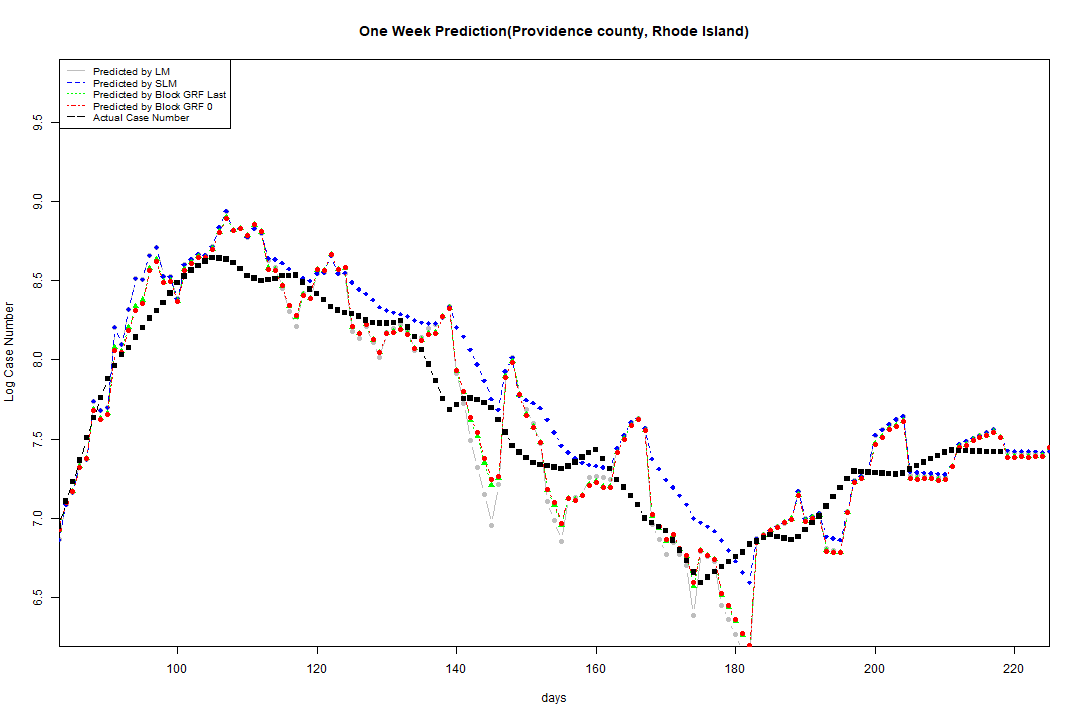 One Week Prediction(Providence county, Rhode Island)
Predicted by LM
Predicted by SLM
Predicted by Block GRF Last
Predicted by Block GRF 0
Actual Case Number
9.5
9.0
8.5
8.0
7.5
7.0
6.5
Log Case Number
100 120 140 160 180 200 220
days